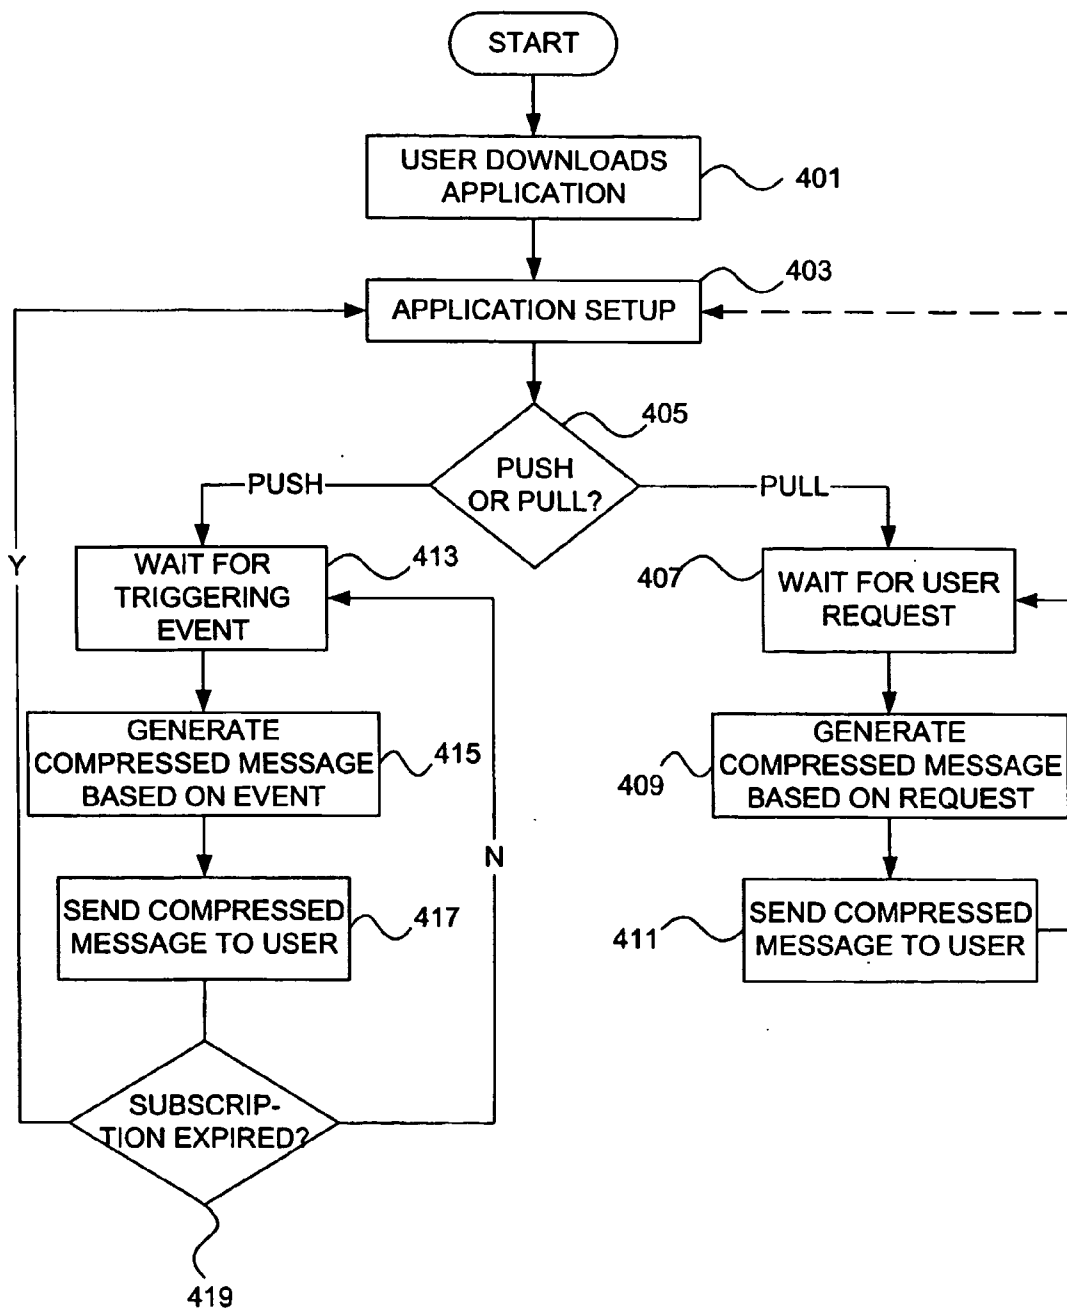 START
USER DOWNLOADS
APPLICATION
401
403
APPLICATION SETUP
405
PUSH
OR PULL?
PUSH
PULL
Y
WAIT FOR
TRIGGERING
EVENT
413
407
WAIT FOR USER
REQUEST
GENERATE
COMPRESSED MESSAGE
BASED ON EVENT
415
409
GENERATE
COMPRESSED MESSAGE
BASED ON REQUEST
N
SEND COMPRESSED
MESSAGE TO USER
417
411
SEND COMPRESSED
MESSAGE TO USER
SUBSCRIP-
TION EXPIRED?
419